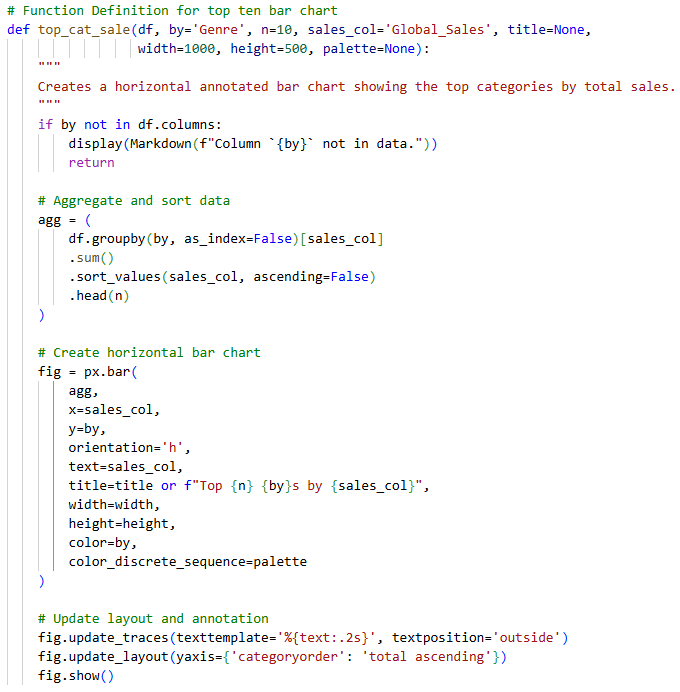 # Function Definition for top ten bar chart
def top_cat_sale(df, by='Genre', n=10, sales_col='Global_Sales', title=None,
                 width=1000, height=500, palette=None):
    """
    Creates a horizontal annotated bar chart showing the top categories by total sales.
    """
    if by not in df.columns:
        display(Markdown(f"Column `{by}` not in data."))
        return

    # Aggregate and sort data
    agg = (
        df.groupby(by, as_index=False)[sales_col]
        .sum()
        .sort_values(sales_col, ascending=False)
        .head(n)
    )

    # Create horizontal bar chart
    fig = px.bar(
        agg,
        x=sales_col,
        y=by,
        orientation='h',
        text=sales_col,
        title=title or f"Top {n} {by}s by {sales_col}",
        width=width,
        height=height,
        color=by,
        color_discrete_sequence=palette
    )

    # Update layout and annotation
    fig.update_traces(texttemplate='%{text:.2s}', textposition='outside')
    fig.update_layout(yaxis={'categoryorder': 'total ascending'})
    fig.show()